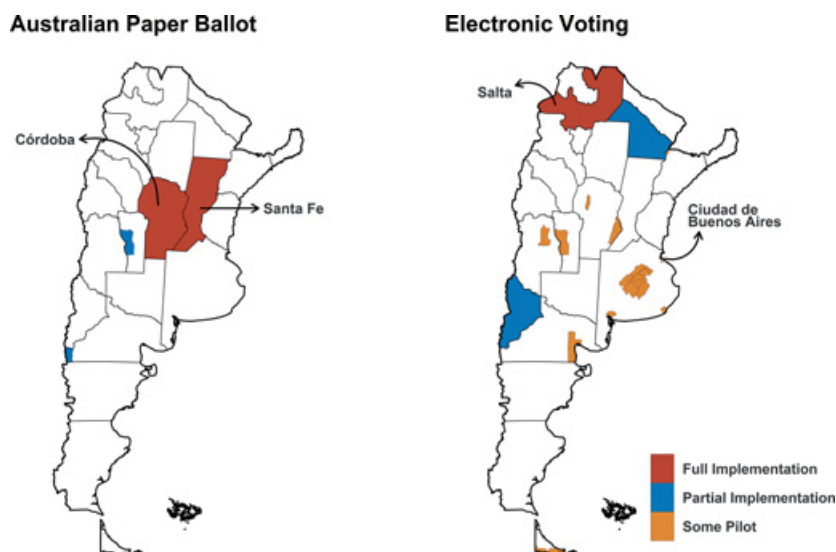 Australian Paper Ballot
Electronic Voting
Córdoba
Santa Fe
Salta
Ciudad de
Buenos Aires
Full Implementation
Partial Implementation
Some Pilot